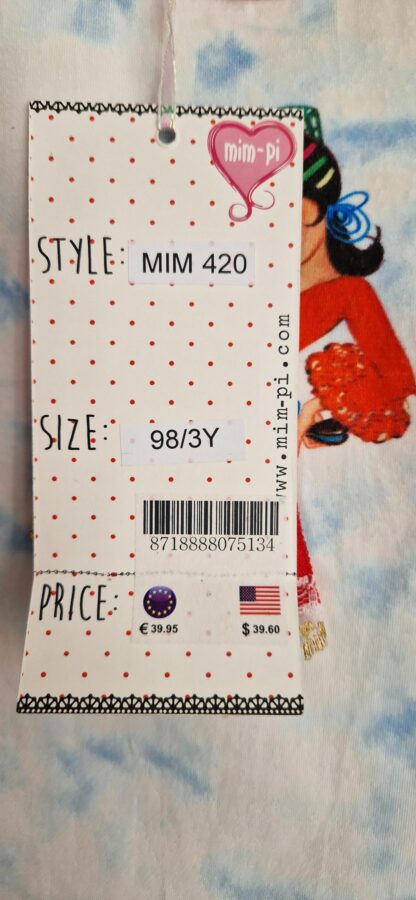 mim-pi
STYLE: MIM 420
www.mim-pi.com
SIZE: 98/3Y
8718888075134
PRICE:
€ 39.95 $ 39.60